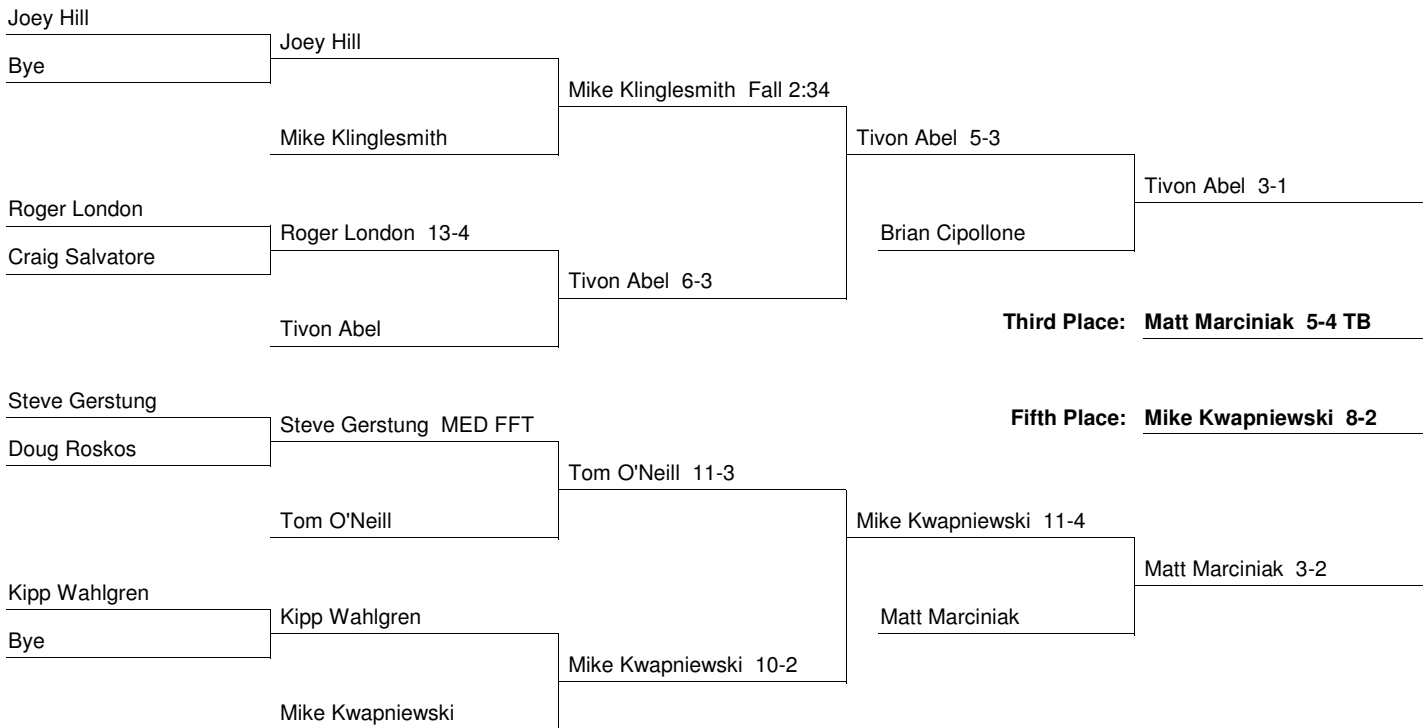 Joey Hill
Joey Hill
Bye
Mike Klinglesmith Fall 2:34
Mike Klinglesmith
Tivon Abel 5-3
Tivon Abel 3-1
Roger London
Roger London 13-4
Brian Cipollone
Craig Salvatore
Tivon Abel 6-3
Tivon Abel
Third Place: Matt Marciniak 5-4 TB
Steve Gerstung
Steve Gerstung MED FFT
Fifth Place: Mike Kwapniewski 8-2
Doug Roskos
Tom O'Neill 11-3
Tom O'Neill
Mike Kwapniewski 11-4
Matt Marciniak 3-2
Kipp Wahlgren
Kipp Wahlgren
Matt Marciniak
Bye
Mike Kwapniewski 10-2
Mike Kwapniewski